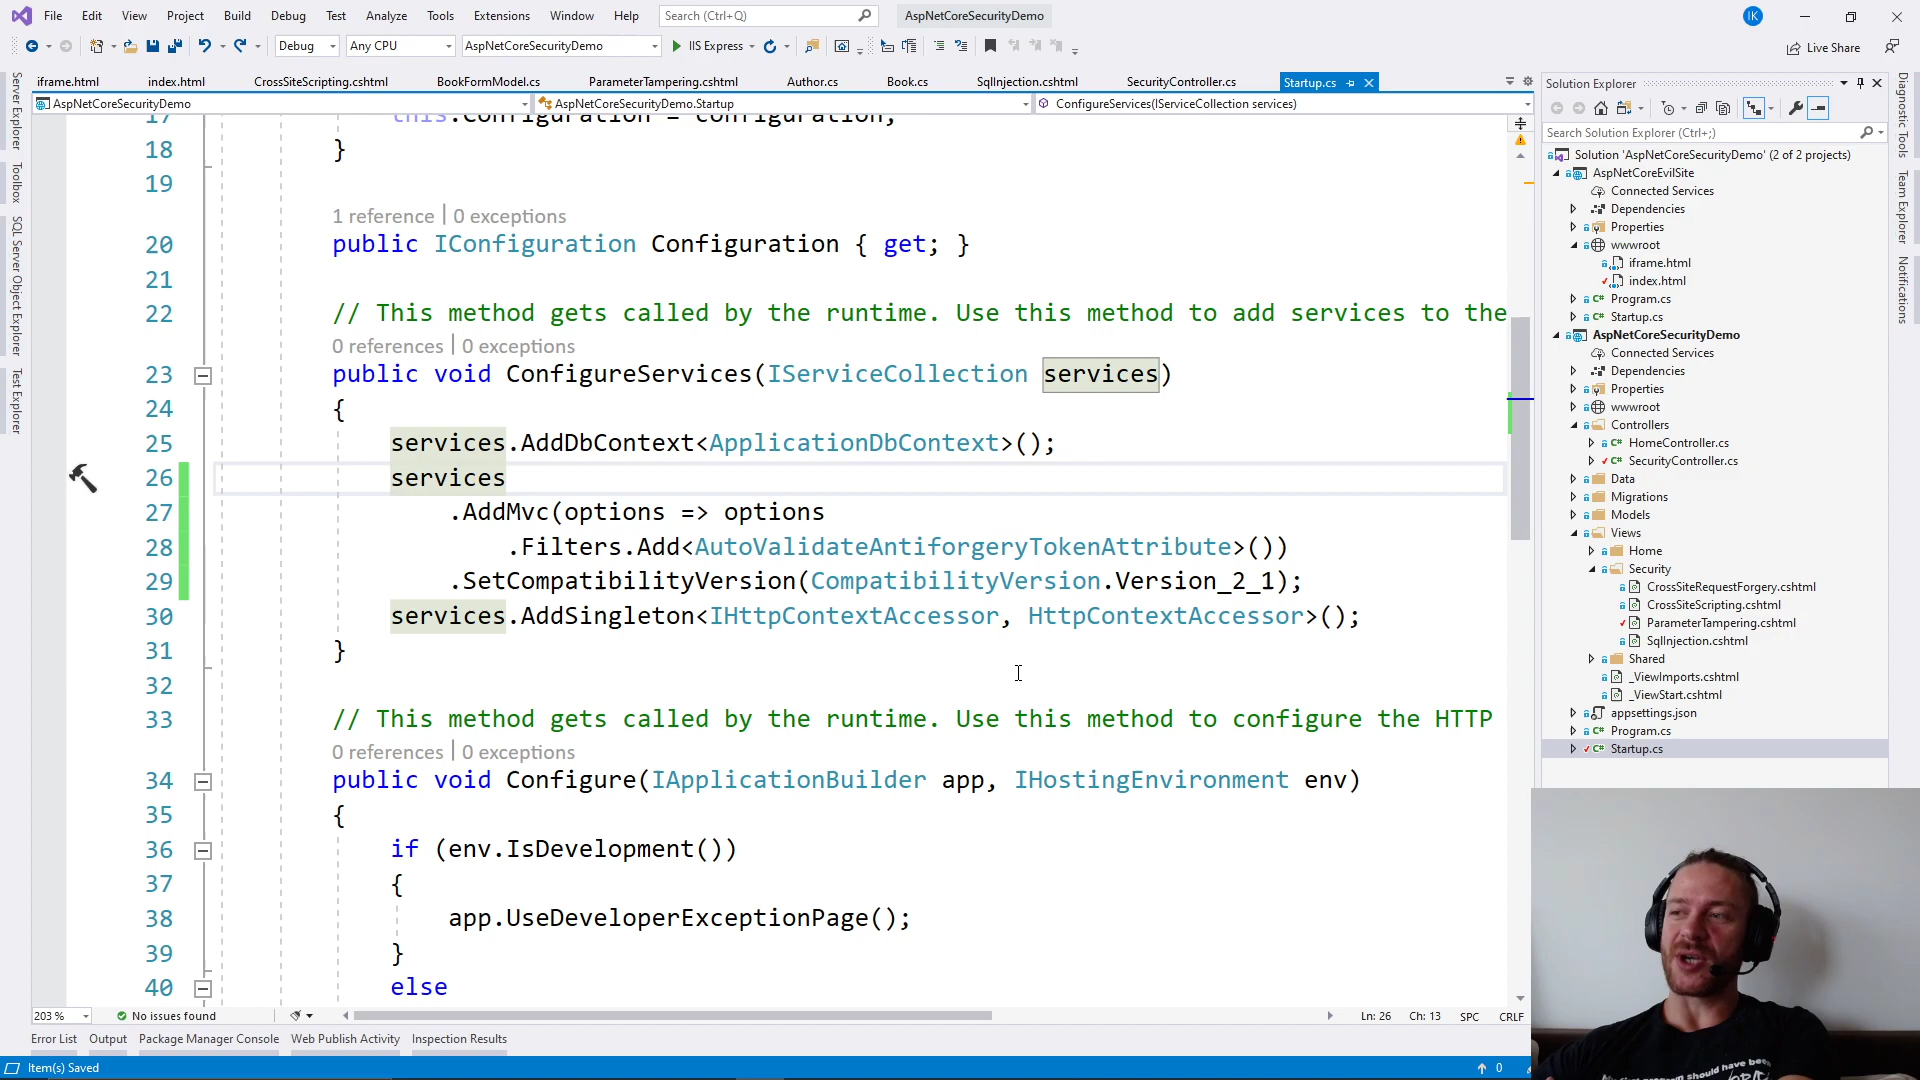 File Edit View Project Build Debug Test Analyze Tools Extensions Window Help Search (Ctrl+Q) AspNetCoreSecurityDemo IK
Debug Any CPU AspNetCoreSecurityDemo IIS Express Live Share
iframe.html index.html CrossSiteScripting.cshtml BookFormModel.cs ParameterTampering.cshtml Author.cs Book.cs SqlInjection.cshtml SecurityController.cs Startup.cs
AspNetCoreSecurityDemo AspNetCoreSecurityDemo.Startup ConfigureServices(IServiceCollection services)
Server Explorer
Toolbox
SQL Server Object Explorer
Test Explorer
17 this.Configuration = configuration;
18 }
19
1 reference | 0 exceptions
20 public IConfiguration Configuration { get; }
21
22 // This method gets called by the runtime. Use this method to add services to the
0 references | 0 exceptions
23 public void ConfigureServices(IServiceCollection services)
24 {
25 services.AddDbContext<ApplicationDbContext>();
26 services
27 .AddMvc(options => options
28 .Filters.Add<AutoValidateAntiforgeryTokenAttribute>())
29 .SetCompatibilityVersion(CompatibilityVersion.Version_2_1);
30 services.AddSingleton<IHttpContextAccessor, HttpContextAccessor>();
31 }
32
33 // This method gets called by the runtime. Use this method to configure the HTTP
0 references | 0 exceptions
34 public void Configure(IApplicationBuilder app, IHostingEnvironment env)
35 {
36 if (env.IsDevelopment())
37 {
38 app.UseDeveloperExceptionPage();
39 }
40 else
203 % No issues found Ln: 26 Ch: 13 SPC CRLF
Error List Output Package Manager Console Web Publish Activity Inspection Results
Item(s) Saved 0
Solution Explorer
Search Solution Explorer (Ctrl+;)
Solution 'AspNetCoreSecurityDemo' (2 of 2 projects)
AspNetCoreEvilSite
Connected Services
Dependencies
Properties
wwwroot
iframe.html
index.html
C# Program.cs
C# Startup.cs
AspNetCoreSecurityDemo
Connected Services
Dependencies
Properties
wwwroot
Controllers
C# HomeController.cs
C# SecurityController.cs
Data
Migrations
Models
Views
Home
Security
CrossSiteRequestForgery.cshtml
CrossSiteScripting.cshtml
ParameterTampering.cshtml
SqlInjection.cshtml
Shared
_ViewImports.cshtml
_ViewStart.cshtml
appsettings.json
C# Program.cs
C# Startup.cs
Diagnostic Tools
Team Explorer
Notifications
should have been